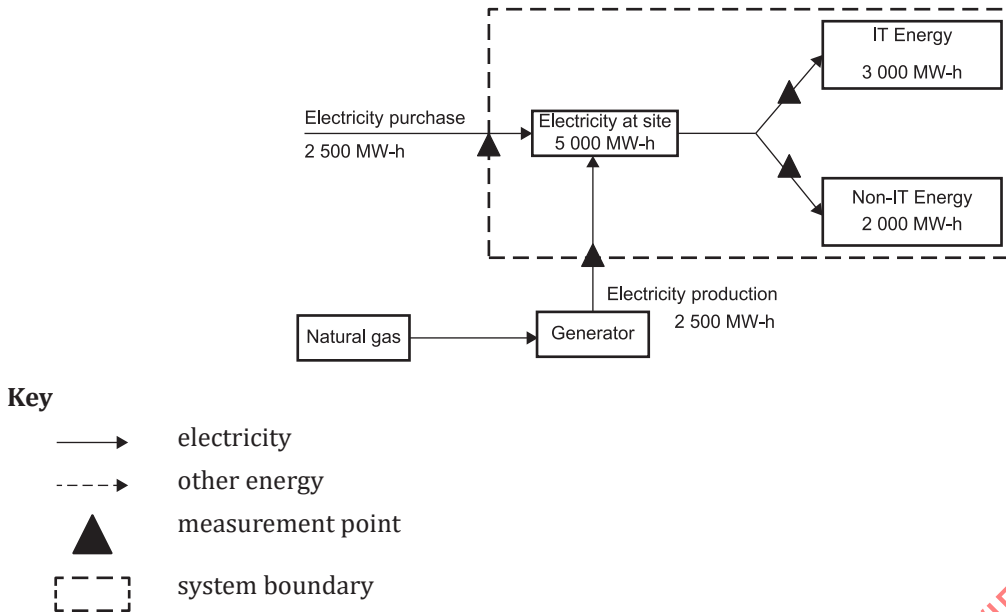 IT Energy
3 000 MW-h
Electricity purchase
2 500 MW-h
Electricity at site
5 000 MW-h
Non-IT Energy
2 000 MW-h
Electricity production
2 500 MW-h
Natural gas
Generator
Key
electricity
other energy
measurement point
system boundary